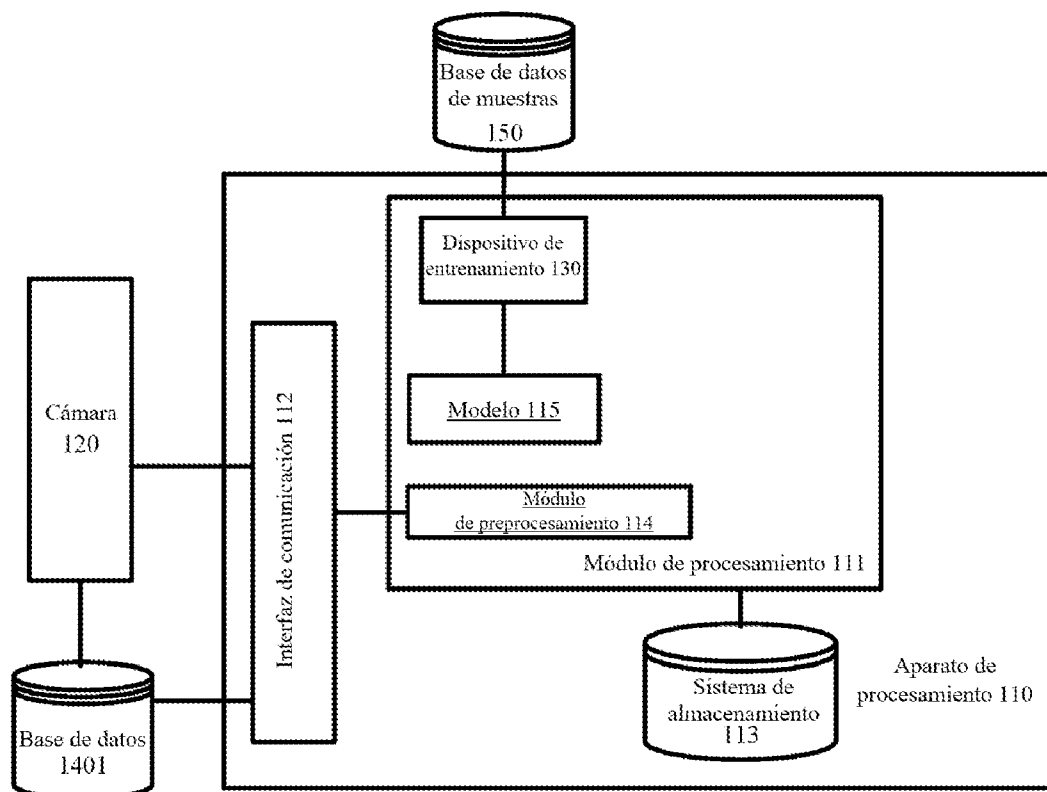 Base de datos
de muestras
150
Dispositivo de
entrenamiento 130
Modelo 115
Módulo
de preprocesamiento 114
Módulo de procesamiento 111
Interfaz de comunicación 112
Cámara
120
Base de datos
1401
Sistema de
almacenamiento
113
Aparato de
procesamiento 110